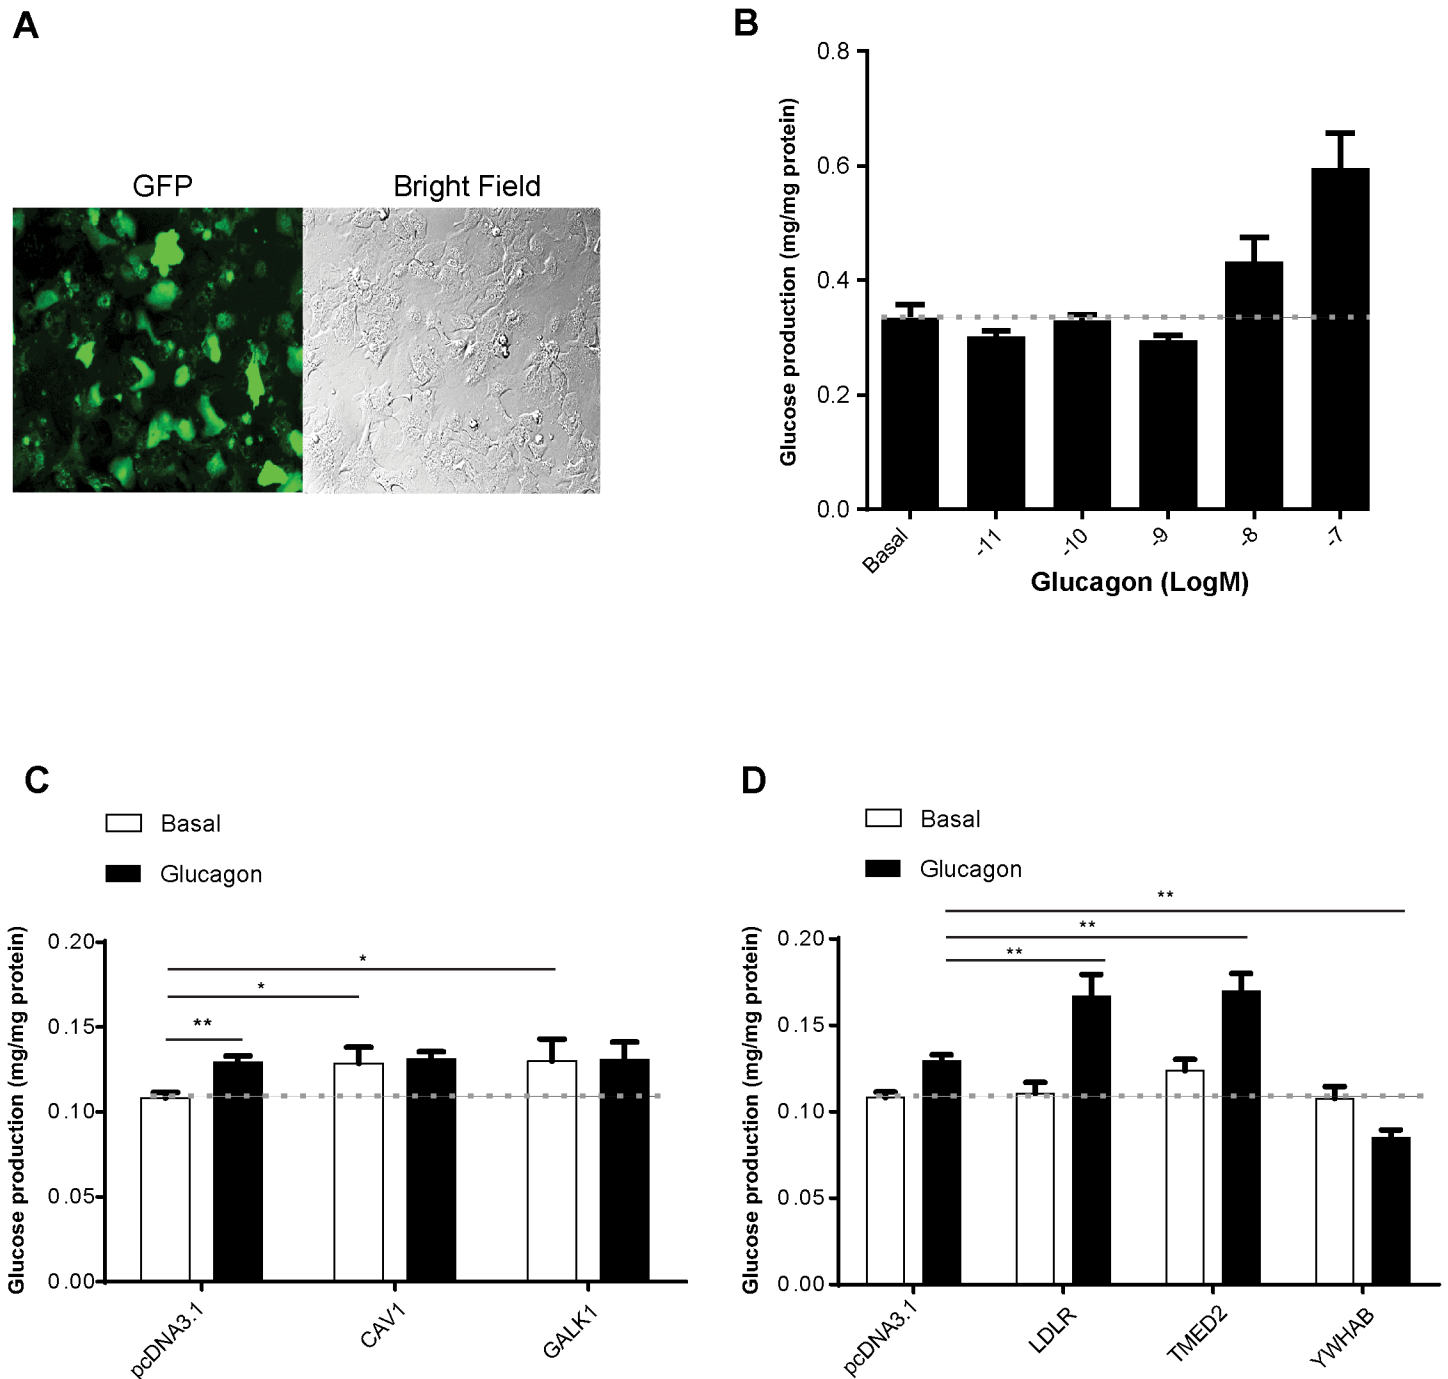 A
GFP
Bright Field
B
Glucose production (mg/mg protein)
0.8
0.6
0.4
0.2
0.0
Basal
-11
-10
-9
-8
-7
Glucagon (LogM)
C
Basal
Glucagon
Glucose production (mg/mg protein)
0.20
0.15
0.10
0.05
0.00
*
*
**
pcDNA3.1
CAV1
GALK1
D
Basal
Glucagon
Glucose production (mg/mg protein)
0.20
0.15
0.10
0.05
0.00
**
**
**
pcDNA3.1
LDLR
TMED2
YWHAB